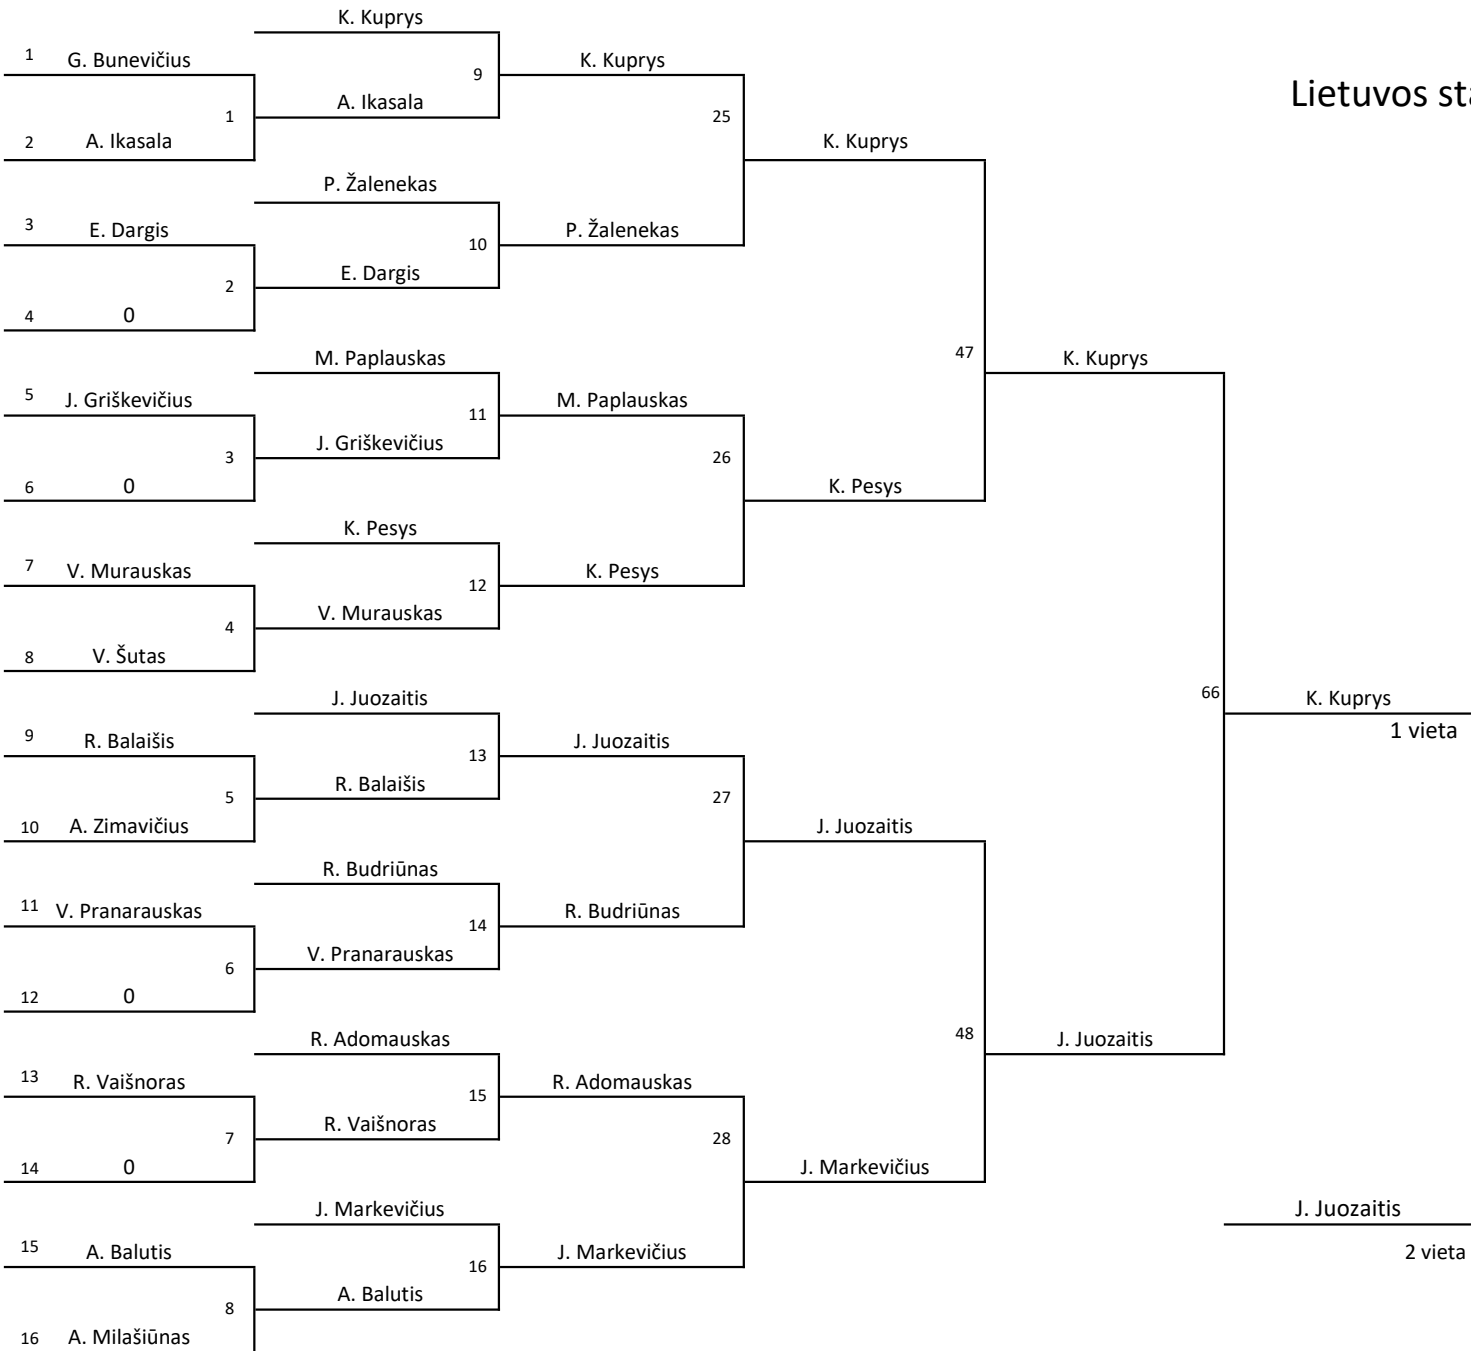 K. Kuprys
1 G. Bunevičius
K. Kuprys
9
Lietuvos
A. Ikasala
1
25
2 A. Ikasala
K. Kuprys
P. Žalenekas
3 E. Dargis
P. Žalenekas
10
E. Dargis
2
4 0
47
M. Paplauskas
K. Kuprys
5 J. Griškevičius
M. Paplauskas
11
J. Griškevičius
3
26
6 0
K. Pesys
K. Pesys
7 V. Murauskas
K. Pesys
12
V. Murauskas
4
8 V. Šutas
66
J. Juozaitis
K. Kuprys
1 vieta
9 R. Balaišis
J. Juozaitis
13
R. Balaišis
5
27
10 A. Zimavičius
J. Juozaitis
R. Budriūnas
11 V. Pranarauskas
R. Budriūnas
14
V. Pranarauskas
6
12 0
48
R. Adomauskas
J. Juozaitis
13 R. Vaišnoras
R. Adomauskas
15
R. Vaišnoras
7
28
14 0
J. Markevičius
J. Markevičius
J. Juozaitis
15 A. Balutis
J. Markevičius
2 vieta
16
A. Balutis
8
16 A. Milašiūnas